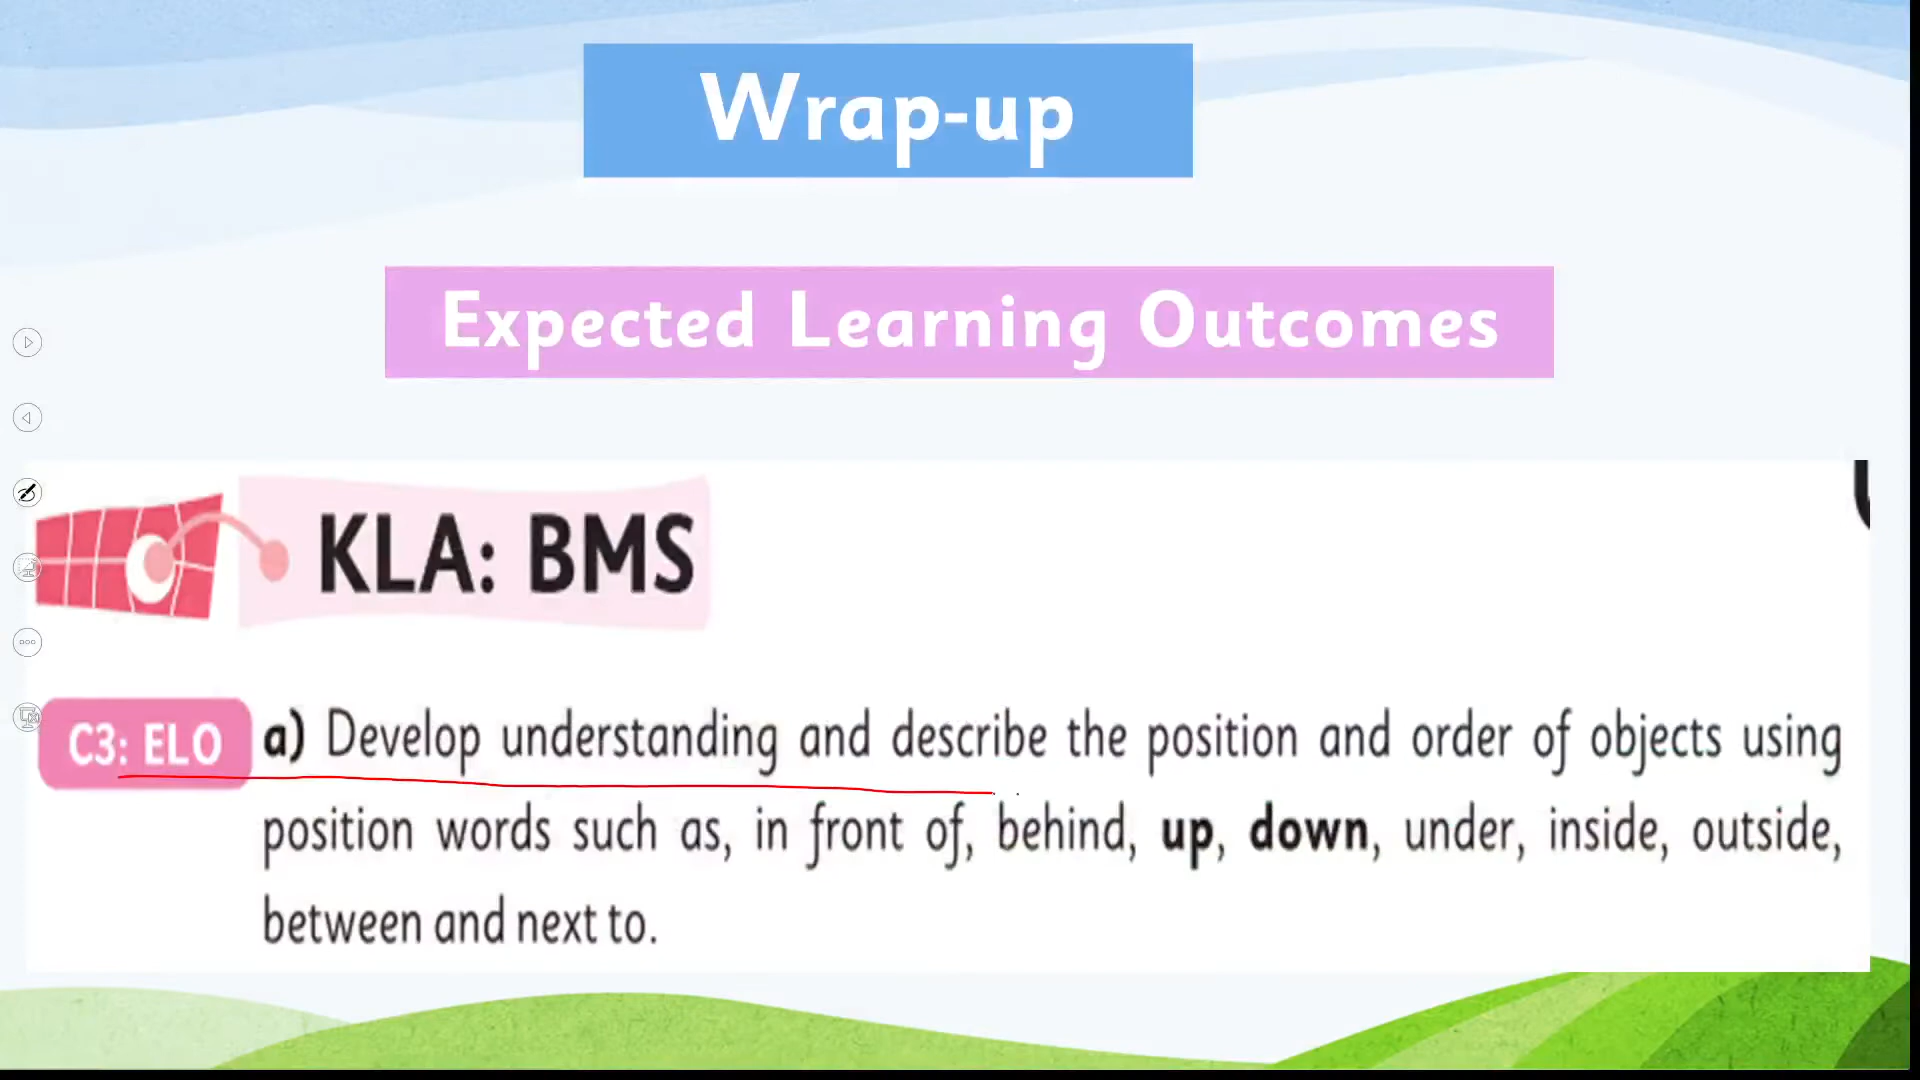 Wrap-up
Expected Learning Outcomes
KLA: BMS
C3: ELO a) Develop understanding and describe the position and order of objects using
position words such as, in front of, behind, up, down, under, inside, outside,
between and next to.